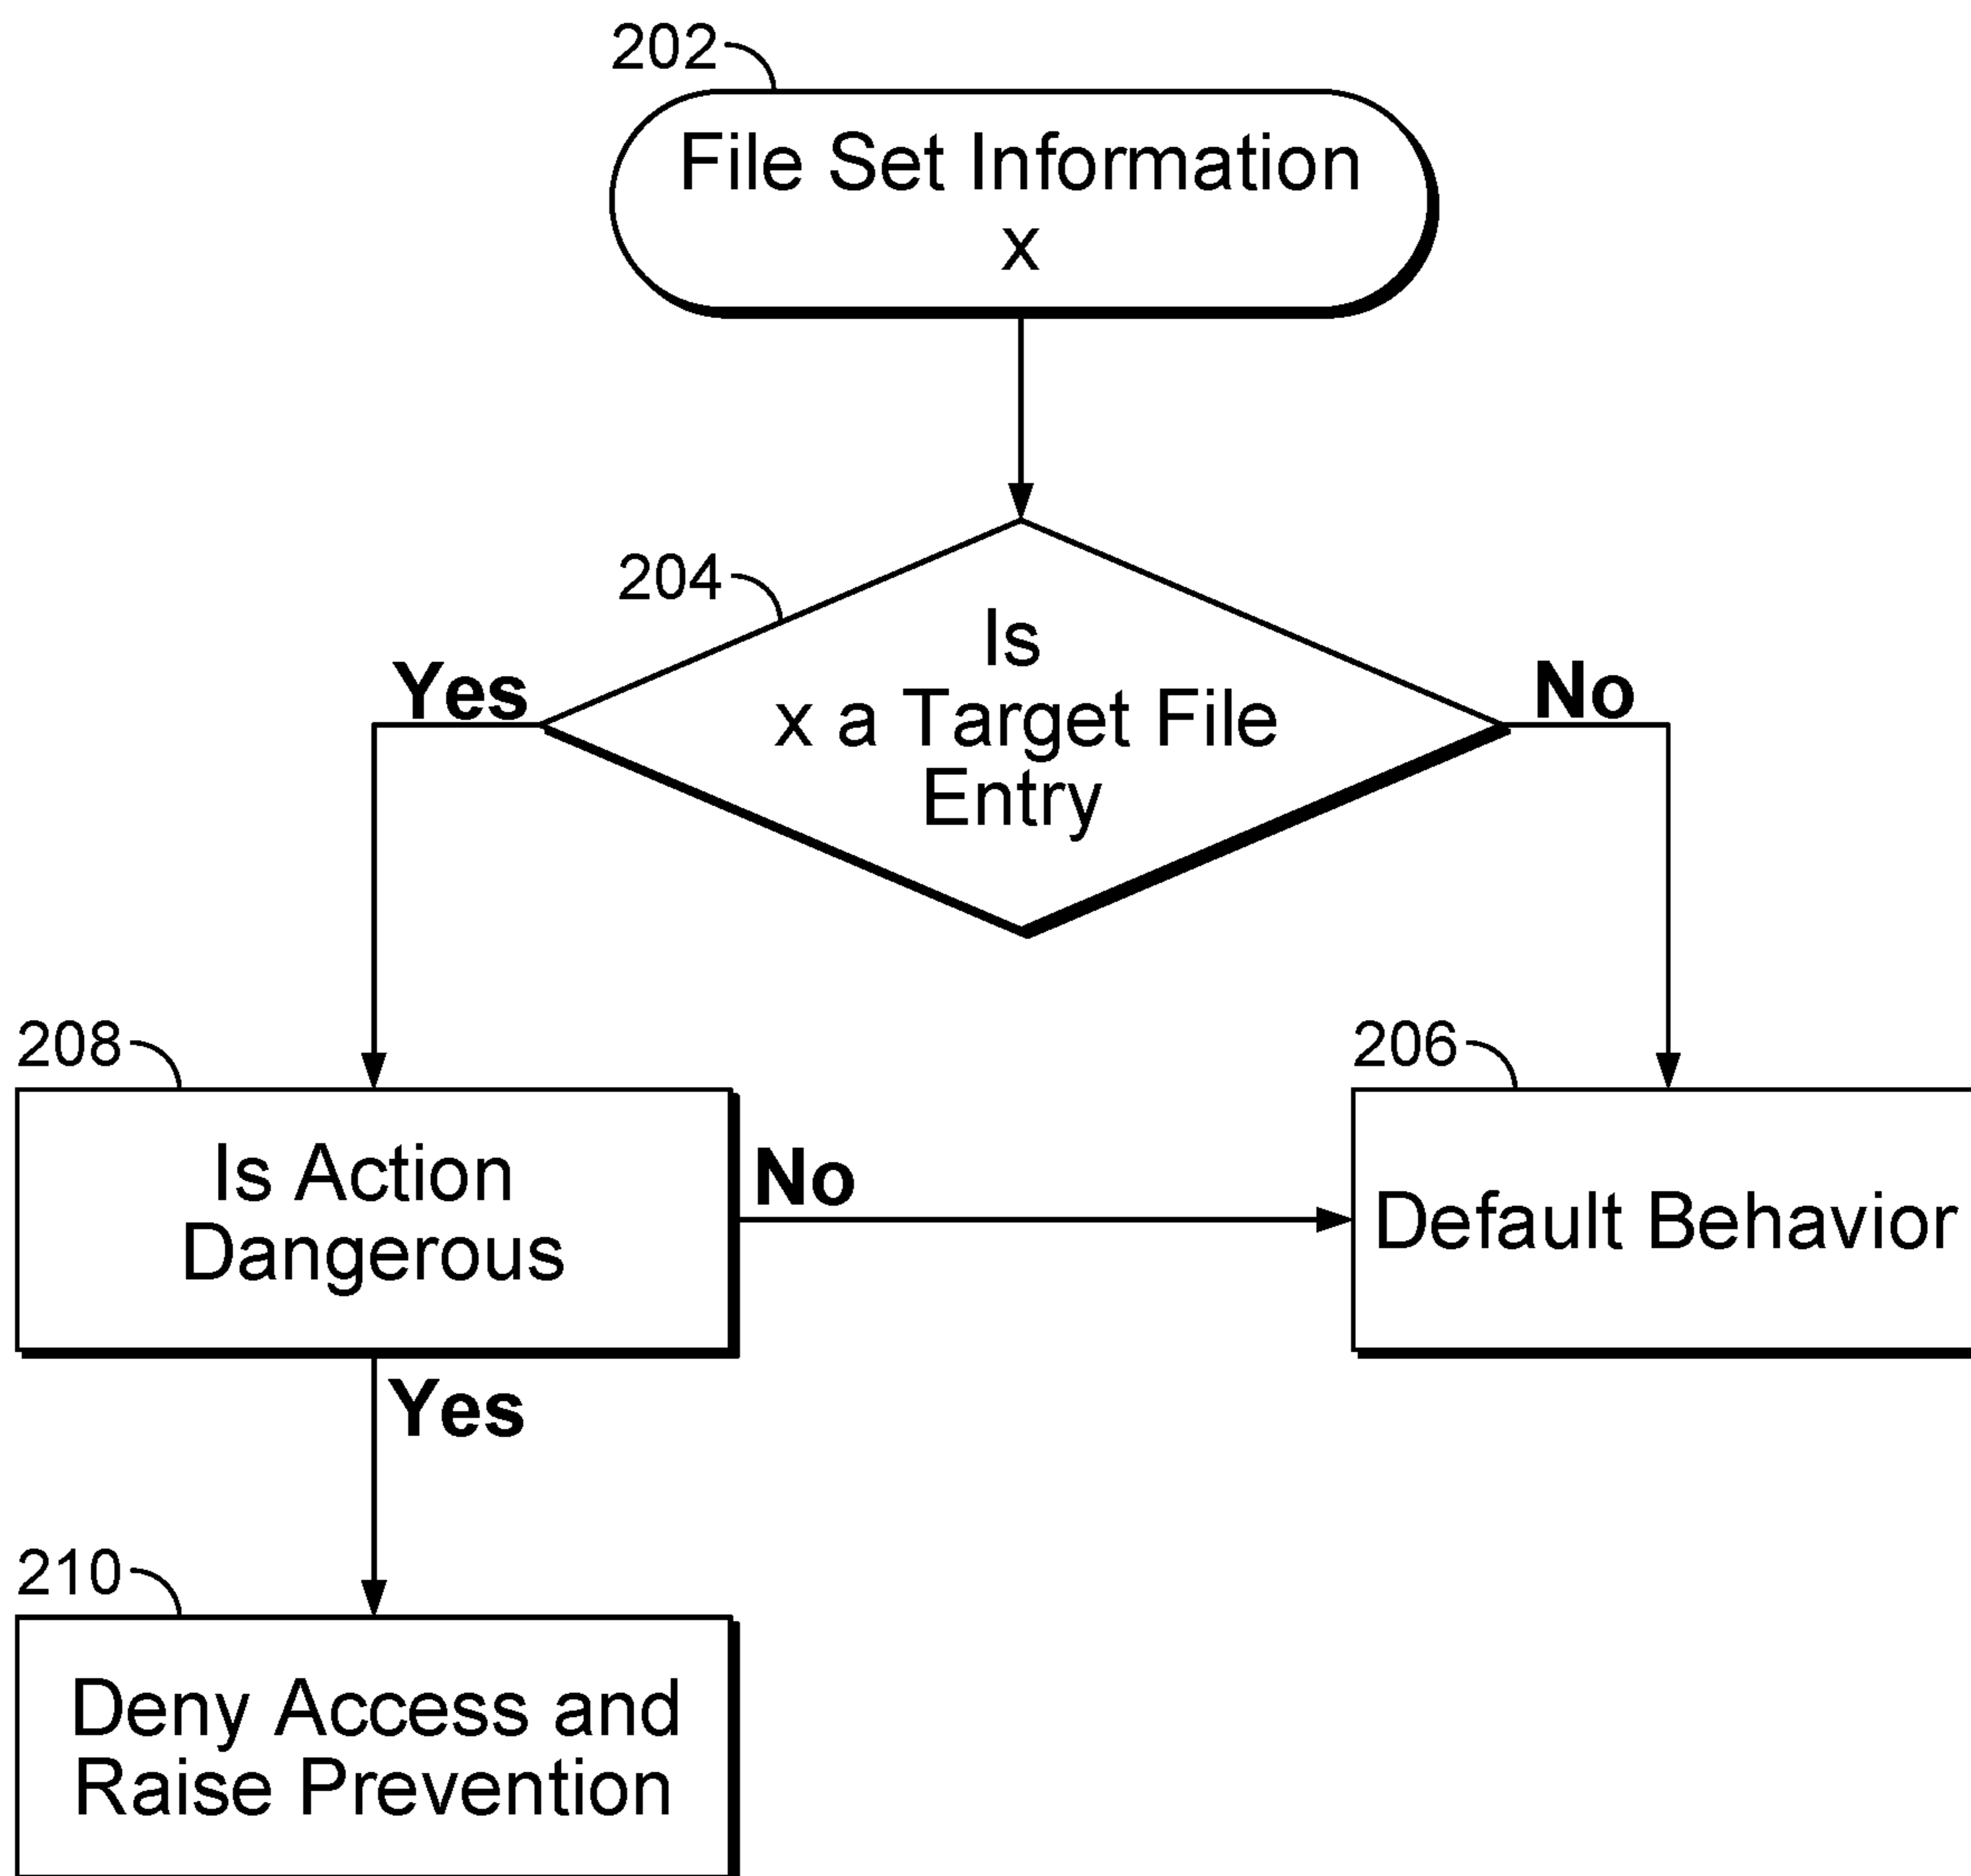 202
File Set Information
x
204
Is
x a Target File
Entry
Yes
No
208
Is Action
Dangerous
No
206
Default Behavior
Yes
210
Deny Access and
Raise Prevention